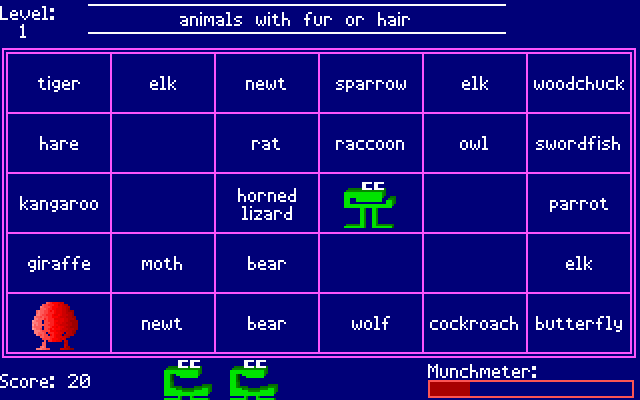 Level:
1
animals with fur or hair
tiger elk newt sparrow elk woodchuck
hare rat raccoon owl swordfish
kangaroo horned lizard parrot
giraffe moth bear elk
newt bear wolf cockroach butterfly
Score: 20
Munchmeter: